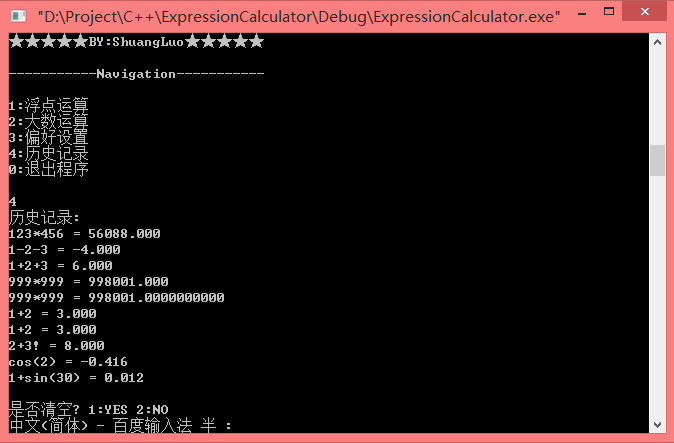 "D:\Project\C++\ExpressionCalculator\Debug\ExpressionCalculator.exe"
★★★★★BY:ShuangLuo★★★★★
-----------Navigation-----------
1:浮点运算
2:大数运算
3:偏好设置
4:历史记录
0:退出程序
4
历史记录:
123*456 = 56088.000
1-2-3 = -4.000
1+2+3 = 6.000
999*999 = 998001.000
999*999 = 998001.0000000000
1+2 = 3.000
1+2 = 3.000
2+3! = 8.000
cos(2) = -0.416
1+sin(30) = 0.012
是否清空? 1:YES 2:NO
中文(简体) - 百度输入法 半 :